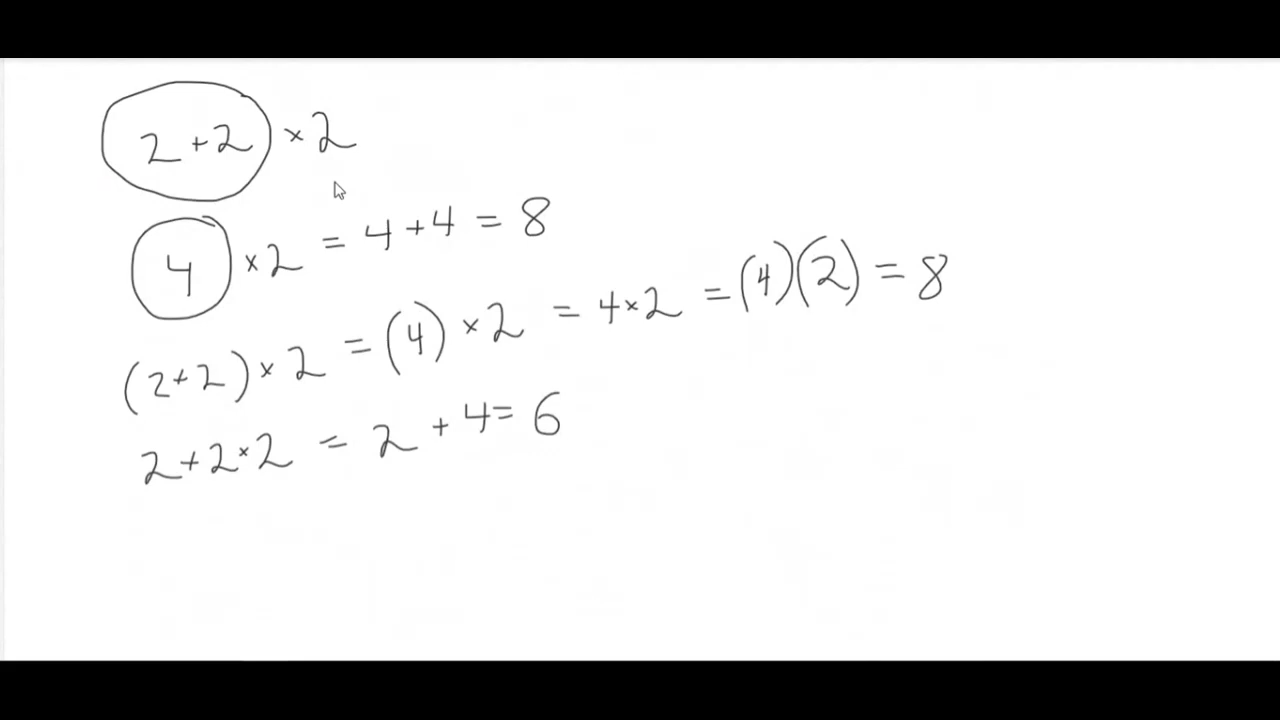 2+2 × 2
4 × 2 = 4 + 4 = 8
(2+2) × 2 = (4) × 2 = 4 × 2 = (4)(2) = 8
2+2×2 = 2 + 4 = 6